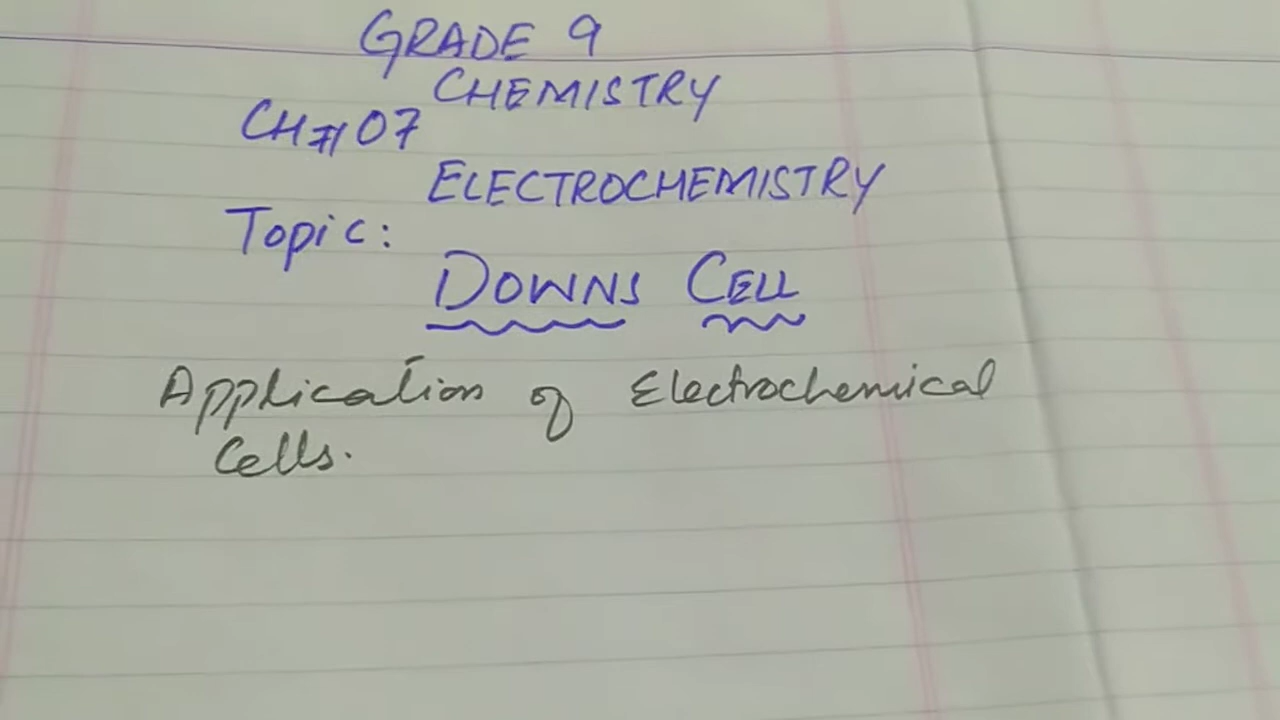 GRADE 9
CHEMISTRY
CH#07
ELECTROCHEMISTRY
Topic:
DOWNS CELL
Application of Electrochemical
Cells.